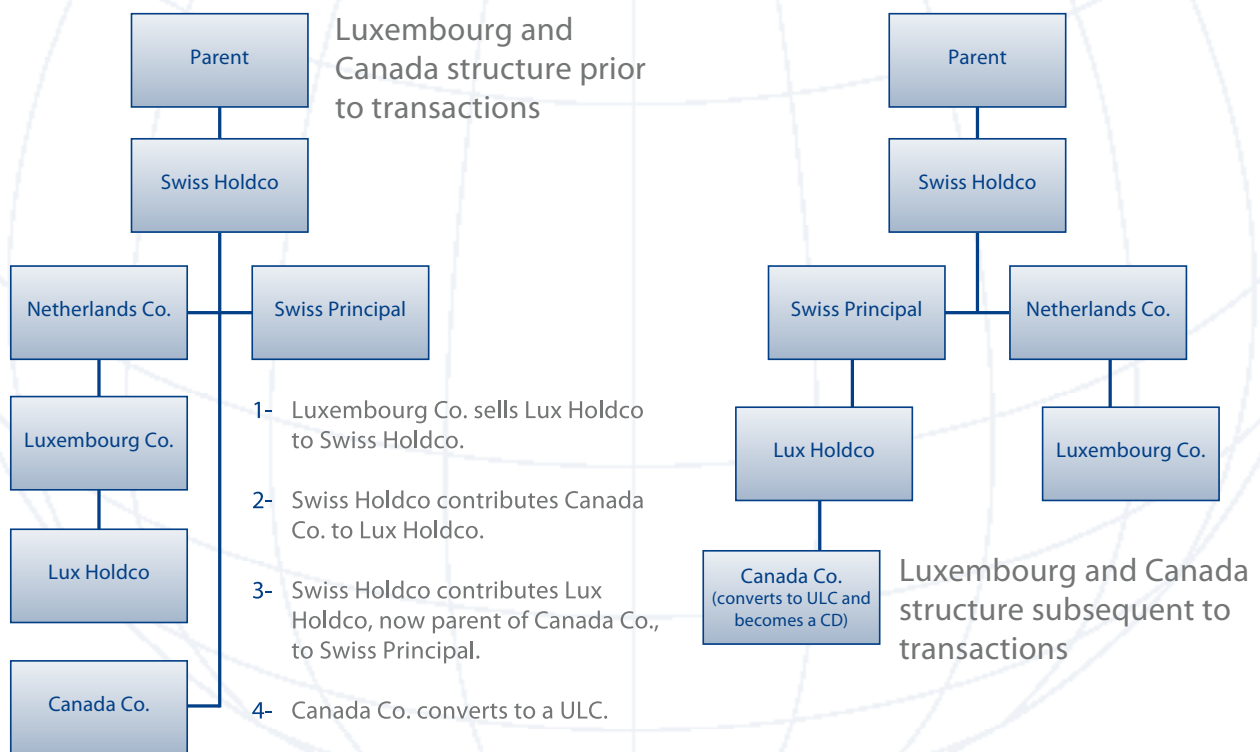 Parent
Luxembourg and
Canada structure prior
to transactions
Swiss Holdco
Netherlands Co.
Swiss Principal
Luxembourg Co.
Lux Holdco
Canada Co.
1- Luxembourg Co. sells Lux Holdco
to Swiss Holdco.
2- Swiss Holdco contributes Canada
Co. to Lux Holdco.
3- Swiss Holdco contributes Lux
Holdco, now parent of Canada Co.,
to Swiss Principal.
4- Canada Co. converts to a ULC.
Parent
Swiss Holdco
Swiss Principal
Netherlands Co.
Lux Holdco
Luxembourg Co.
Canada Co.
(converts to ULC and
becomes a CD)
Luxembourg and Canada
structure subsequent to
transactions